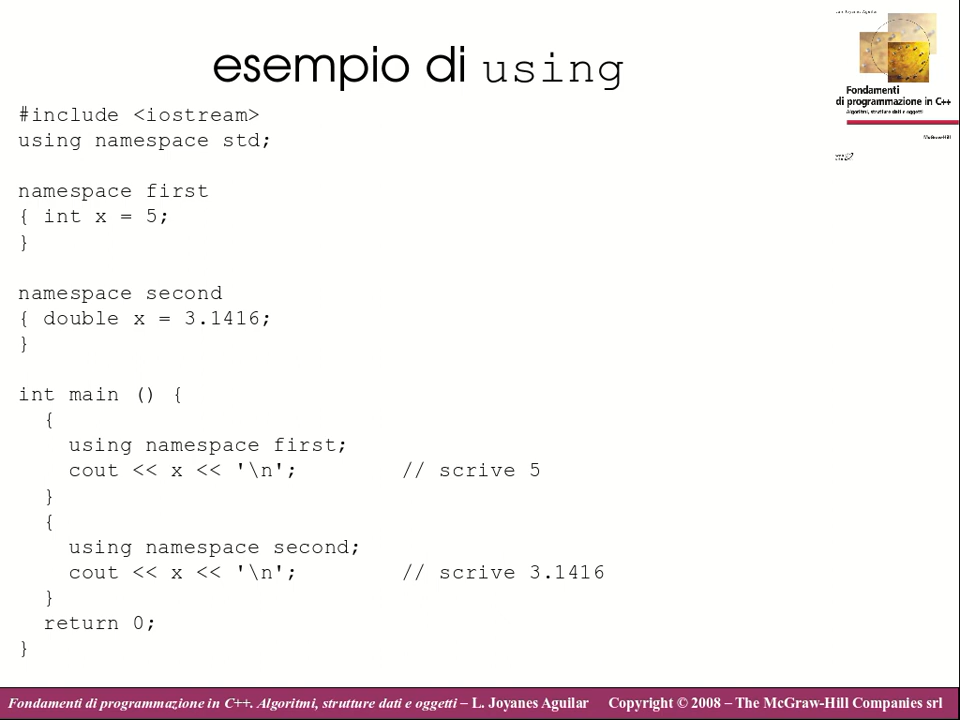 esempio di using
#include <iostream>
using namespace std;
namespace first
{ int x = 5;
}
namespace second
{ double x = 3.1416;
}
int main () {
{
using namespace first;
cout << x << '\n'; // scrive 5
}
{
using namespace second;
cout << x << '\n'; // scrive 3.1416
}
return 0;
}
Fondamenti
di programmazione in C++
Algoritmi, strutture dati e oggetti
McGraw-Hill
Fondamenti di programmazione in C++. Algoritmi, strutture dati e oggetti – L. Joyanes Aguilar Copyright © 2008 – The McGraw-Hill Companies srl